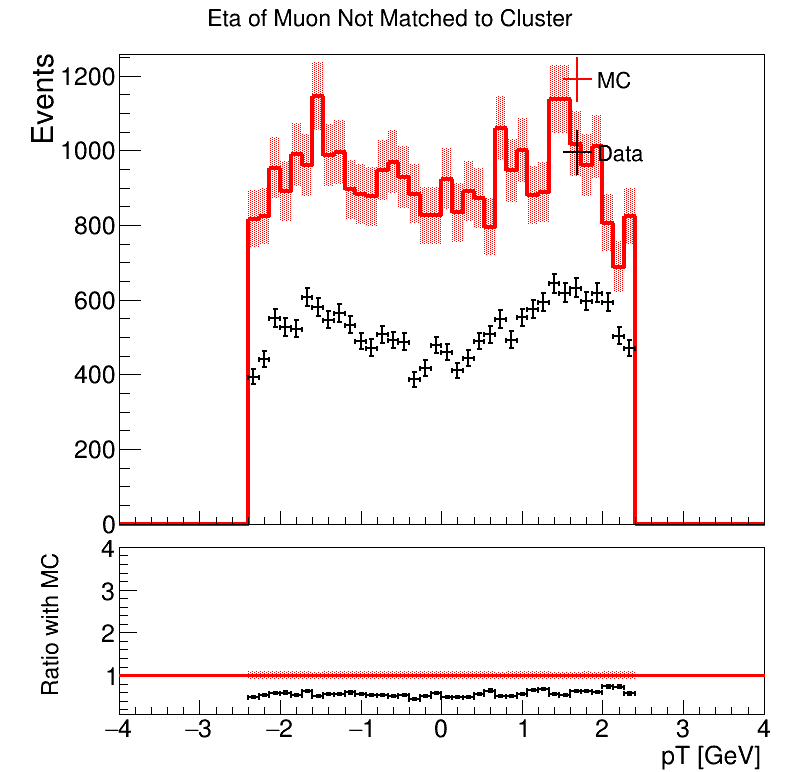 Eta of Muon Not Matched to Cluster
Events
1200
1000
800
600
400
200
0
MC
Data
Ratio with MC
4
3
2
1
−4 −3 −2 −1 0 1 2 3 4
pT [GeV]